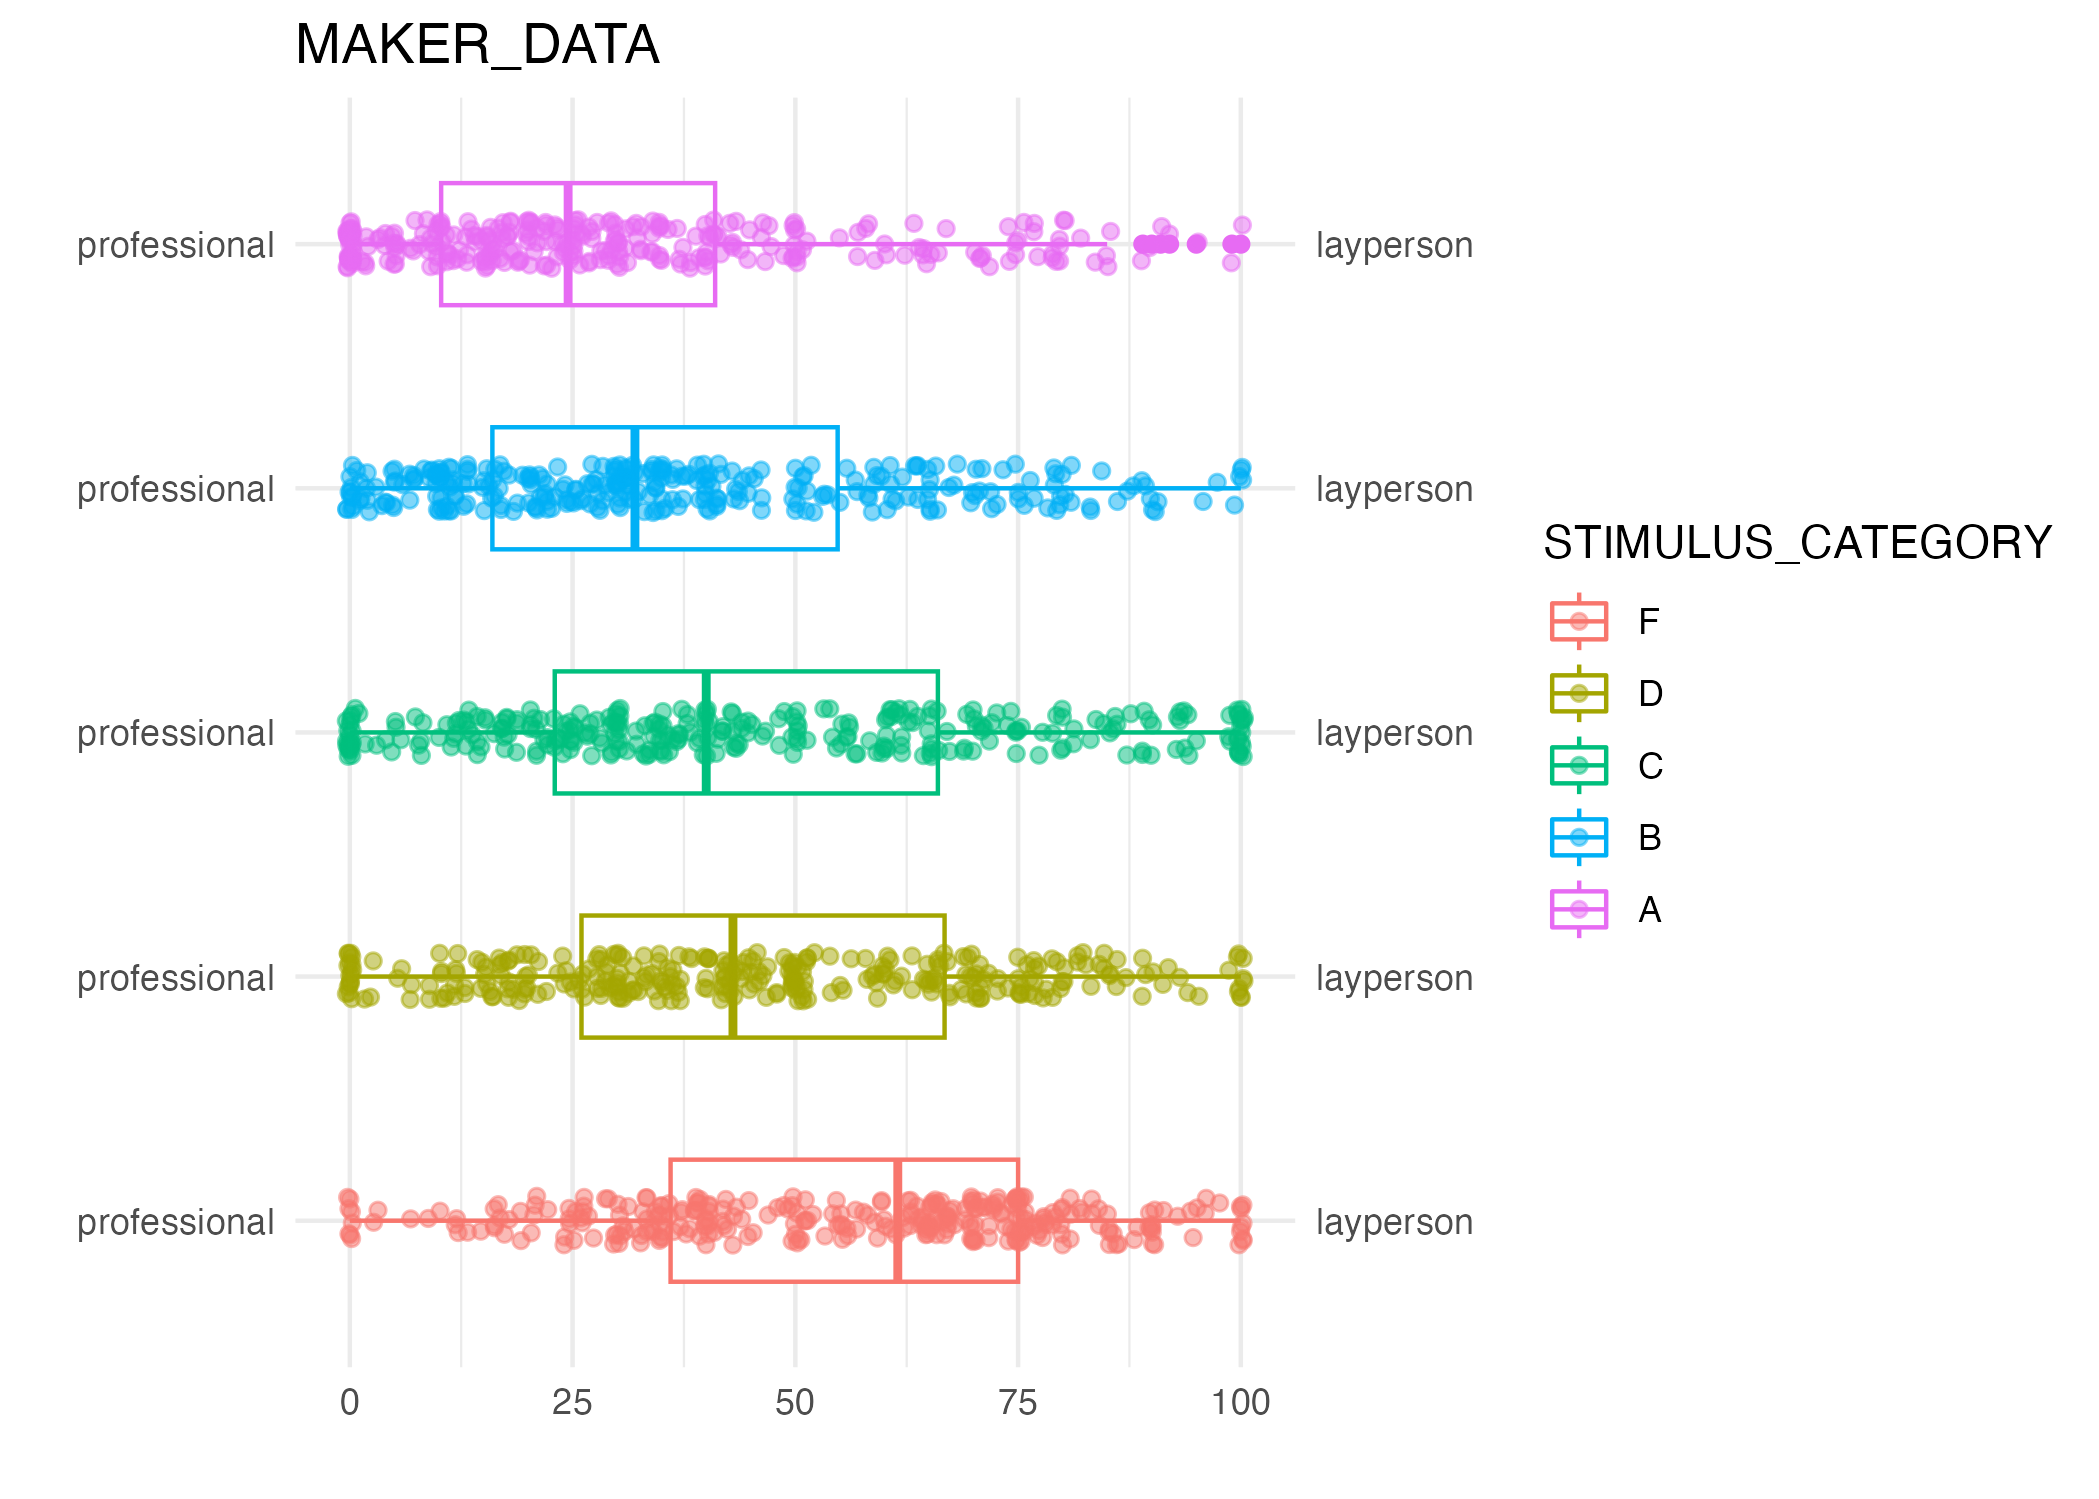 MAKER_DATA
professional
layperson
professional
layperson
professional
layperson
professional
layperson
professional
layperson
0 25 50 75 100
STIMULUS_CATEGORY
F
D
C
B
A